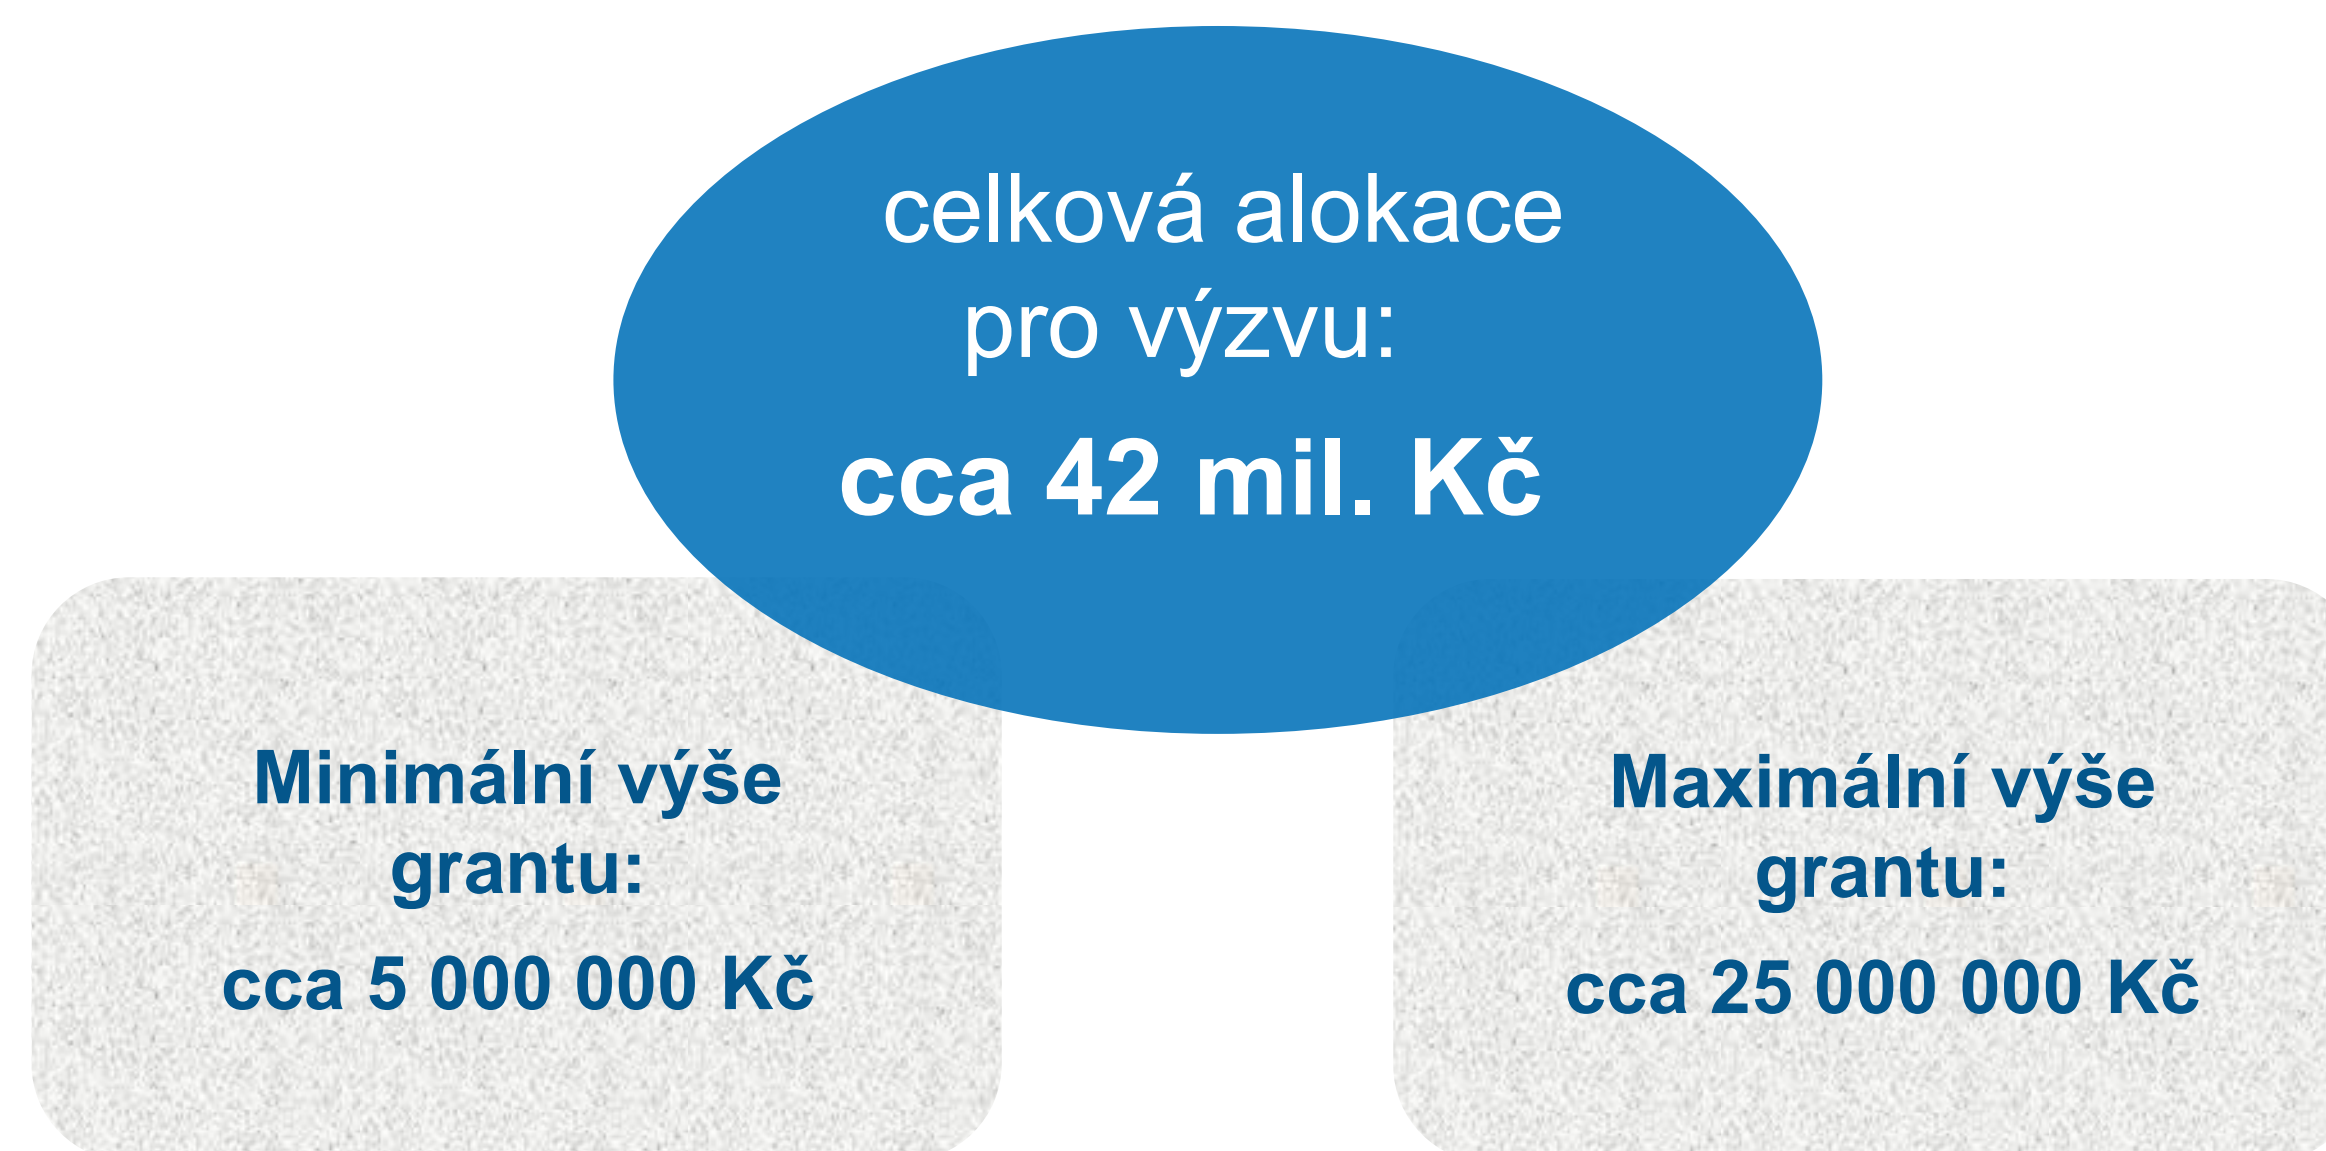 celková alokace
pro výzvu:
cca 42 mil. Kč
Minimální výše
grantu:
cca 5 000 000 Kč
Maximální výše
grantu:
cca 25 000 000 Kč